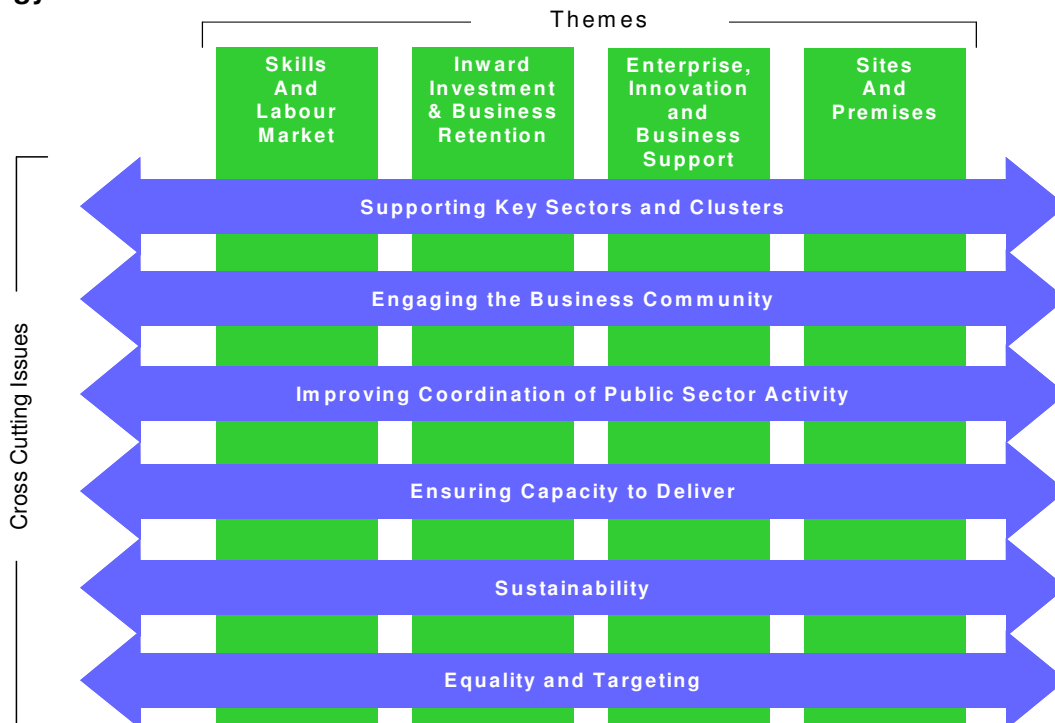 gy
Themes
Skills
And
Labour
Market
Inward
Investment
& Business
Retention
Enterprise,
Innovation
and
Business
Support
Sites
And
Premises
Cross Cutting Issues
Supporting Key Sectors and Clusters
Engaging the Business Community
Improving Coordination of Public Sector Activity
Ensuring Capacity to Deliver
Sustainability
Equality and Targeting